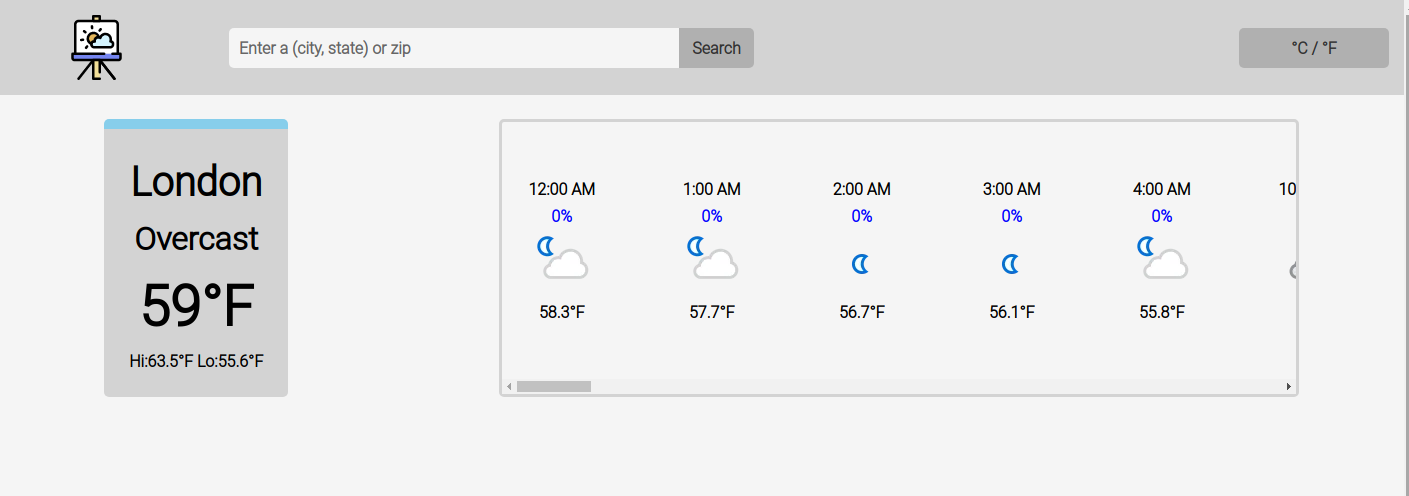 Enter a (city, state) or zip
Search
°C / °F
London
Overcast
59°F
Hi:63.5°F Lo:55.6°F
12:00 AM 1:00 AM 2:00 AM 3:00 AM 4:00 AM 10
0% 0% 0% 0% 0%
58.3°F 57.7°F 56.7°F 56.1°F 55.8°F